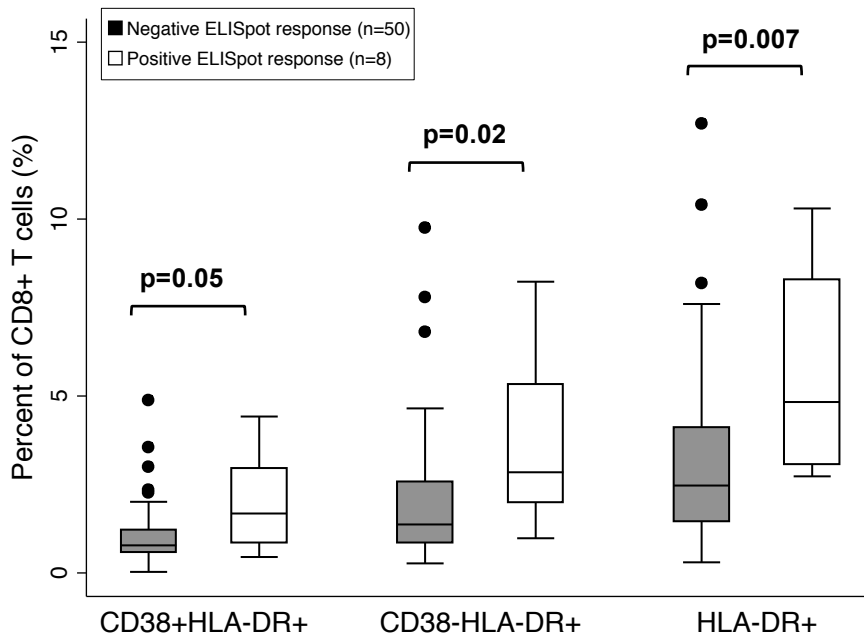 Negative ELISpot response (n=50)
Positive ELISpot response (n=8)
p=0.05
p=0.02
p=0.007
Percent of CD8+ T cells (%)
15
10
5
0
CD38+HLA-DR+
CD38-HLA-DR+
HLA-DR+